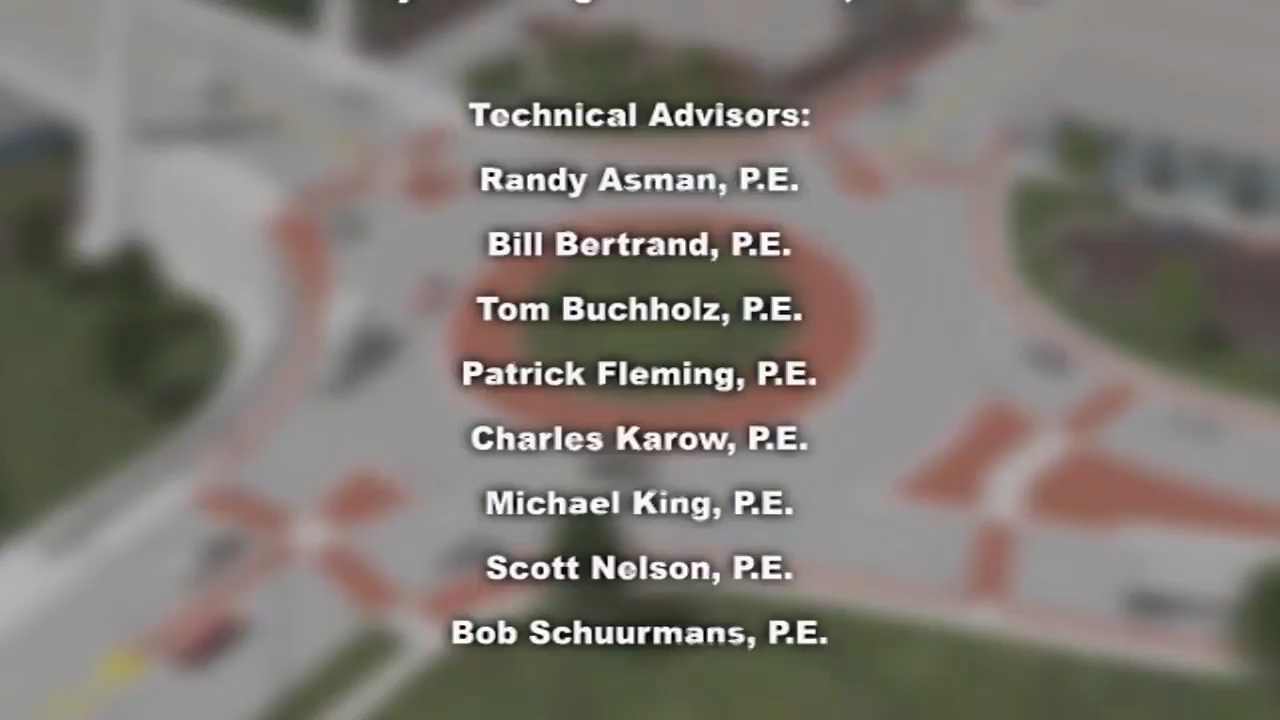 Technical Advisors:
Randy Asman, P.E.
Bill Bertrand, P.E.
Tom Buchholz, P.E.
Patrick Fleming, P.E.
Charles Karow, P.E.
Michael King, P.E.
Scott Nelson, P.E.
Bob Schuurmans, P.E.